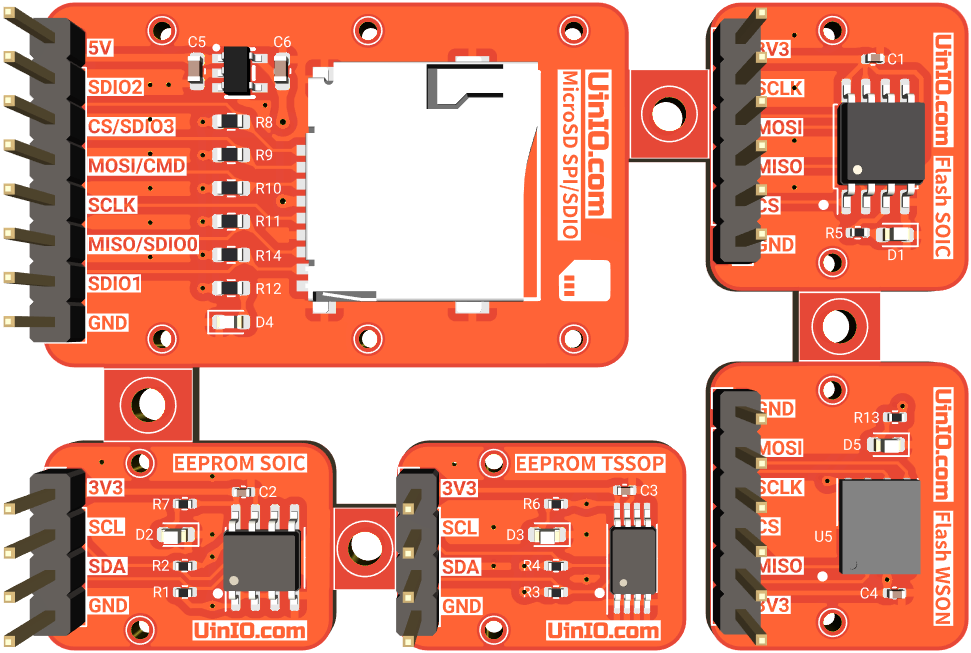 5V
SDIO2
CS/SDIO3
MOSI/CMD
SCLK
MISO/SDIO0
SDIO1
GND
C5
C6
R8
R9
R10
R11
R14
R12
D4
UinIO.com
MicroSD SPI/SDIO
3V3
SCLK
MOSI
MISO
CS
GND
C1
R5
D1
UinIO.com Flash SOIC
EEPROM SOIC
3V3
SCL
SDA
GND
R7
C2
D2
R2
R1
UinIO.com
EEPROM TSSOP
3V3
SCL
SDA
GND
R6
C3
D3
R4
R3
UinIO.com
GND
MOSI
SCLK
CS
MISO
3V3
R13
D5
U5
C4
UinIO.com Flash WSON